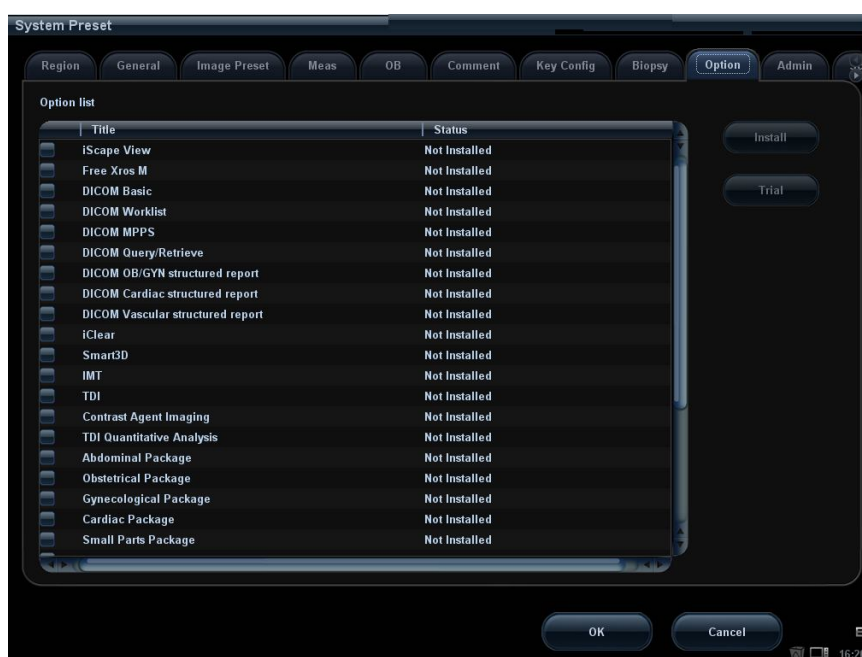 System Preset
Region General Image Preset Meas OB Comment Key Config Biopsy Option Admin
Option list
Title Status
Install
iScape View Not Installed
Free Xros M Not Installed
Trial
DICOM Basic Not Installed
DICOM Worklist Not Installed
DICOM MPPS Not Installed
DICOM Query/Retrieve Not Installed
DICOM OB/GYN structured report Not Installed
DICOM Cardiac structured report Not Installed
DICOM Vascular structured report Not Installed
iClear Not Installed
Smart3D Not Installed
IMT Not Installed
TDI Not Installed
Contrast Agent Imaging Not Installed
TDI Quantitative Analysis Not Installed
Abdominal Package Not Installed
Obstetrical Package Not Installed
Gynecological Package Not Installed
Cardiac Package Not Installed
Small Parts Package Not Installed
OK Cancel